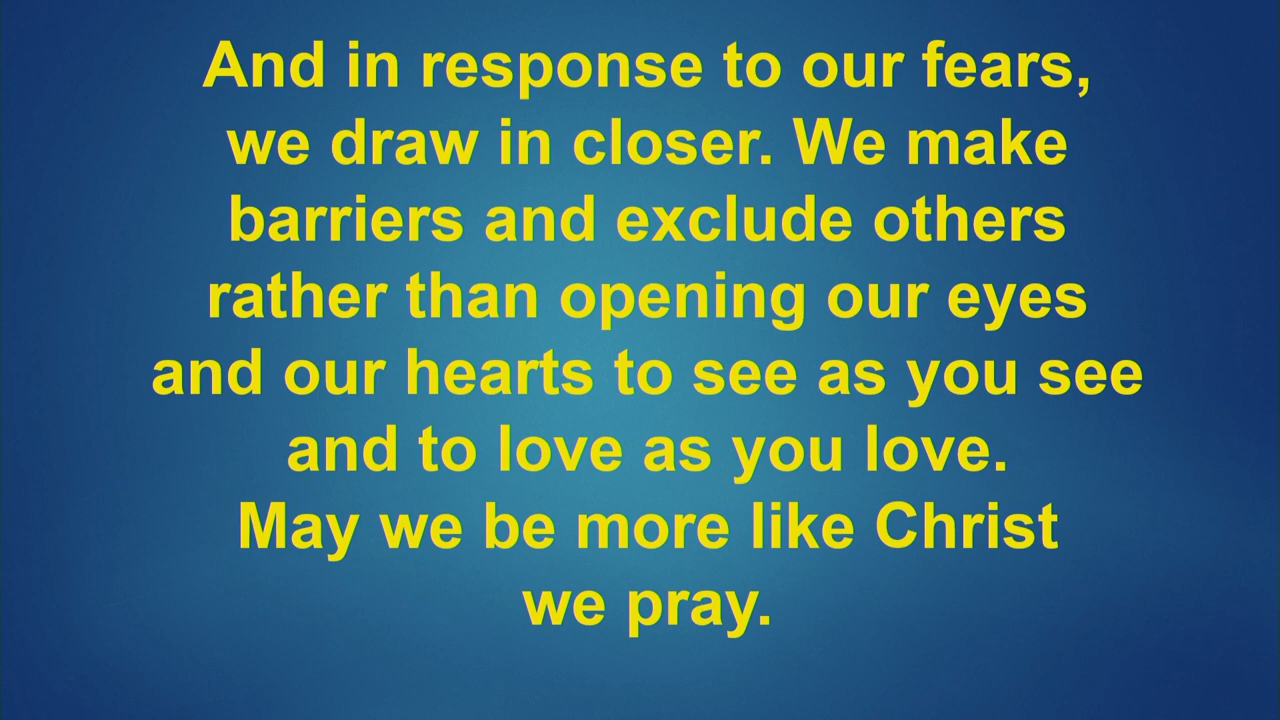 And in response to our fears,
we draw in closer. We make
barriers and exclude others
rather than opening our eyes
and our hearts to see as you see
and to love as you love.
May we be more like Christ
we pray.